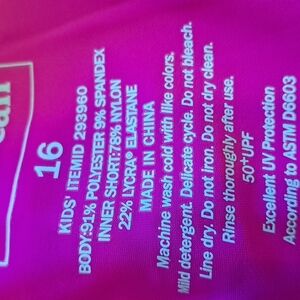 16
KIDS' ITEMID 293960
BODY:91% POLYESTER 9% SPANDEX
INNER SHORT:78% NYLON
22% LYCRA® ELASTANE
MADE IN CHINA
Machine wash cold with like colors.
Mild detergent. Delicate cycle. Do not bleach.
Line dry. Do not iron. Do not dry clean.
Rinse thoroughly after use.
50+UPF
Excellent UV Protection
According to ASTM D6603